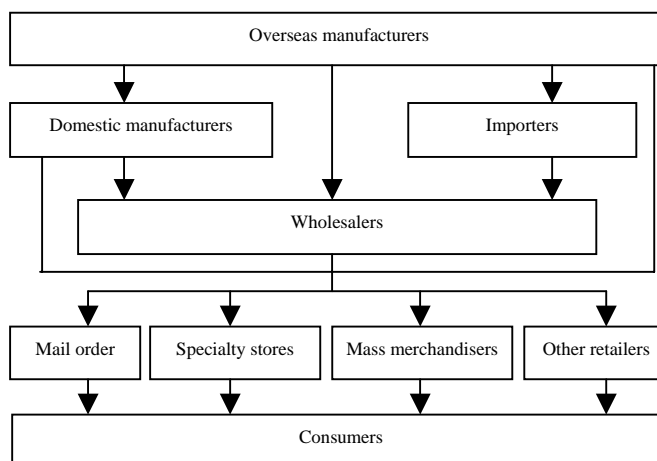 Overseas manufacturers
Domestic manufacturers
Importers
Wholesalers
Mail order
Specialty stores
Mass merchandisers
Other retailers
Consumers